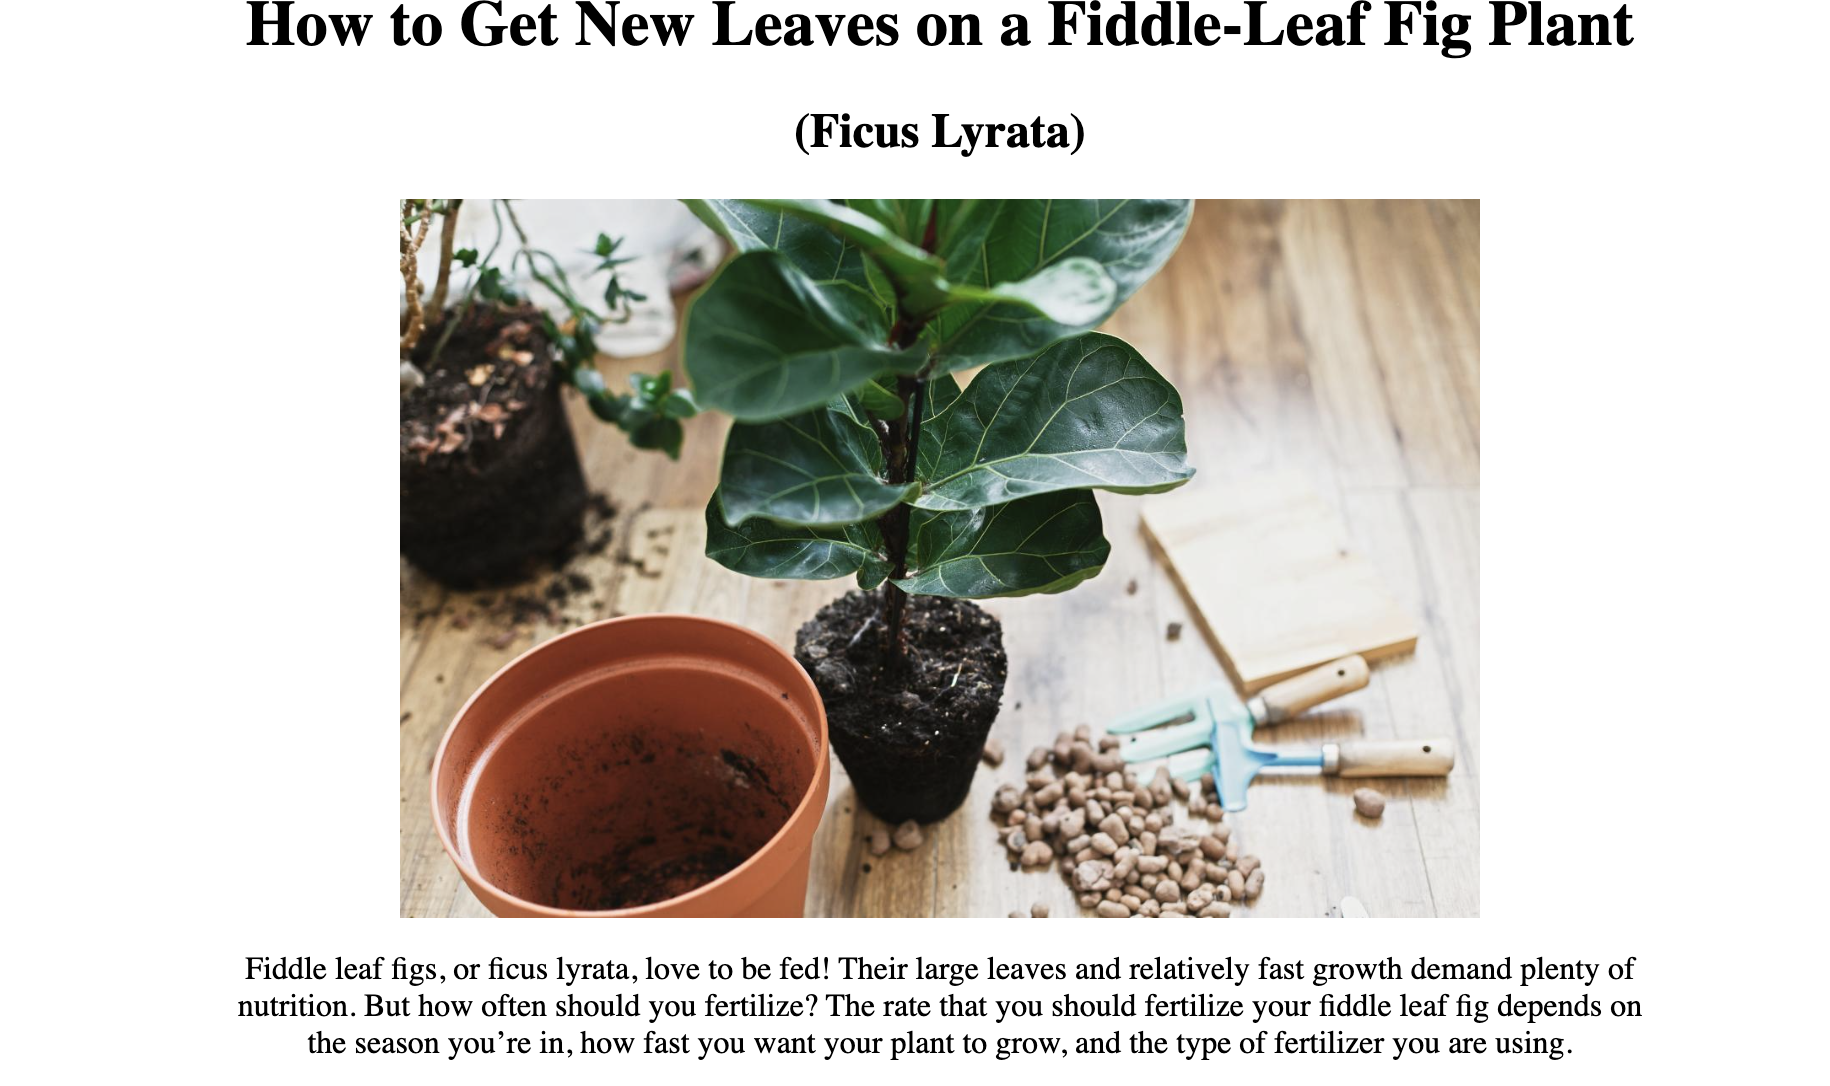 How to Get New Leaves on a Fiddle-Leaf Fig Plant
(Ficus Lyrata)
Fiddle leaf figs, or ficus lyrata, love to be fed! Their large leaves and relatively fast growth demand plenty of
nutrition. But how often should you fertilize? The rate that you should fertilize your fiddle leaf fig depends on
the season you’re in, how fast you want your plant to grow, and the type of fertilizer you are using.